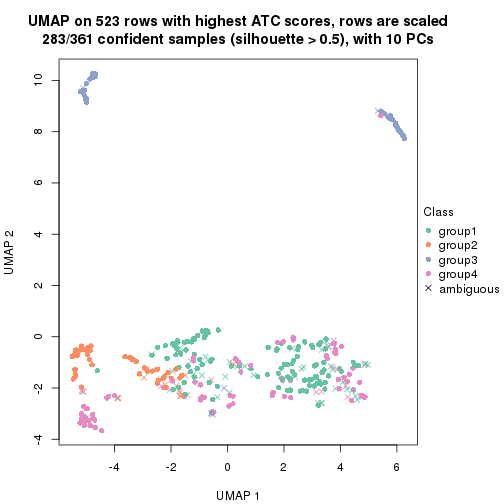 UMAP on 523 rows with highest ATC scores, rows are scaled
283/361 confident samples (silhouette > 0.5), with 10 PCs
10
8
6
4
2
0
-2
-4
UMAP 2
-4
-2
0
2
4
6
UMAP 1
Class
group1
group2
group3
group4
ambiguous